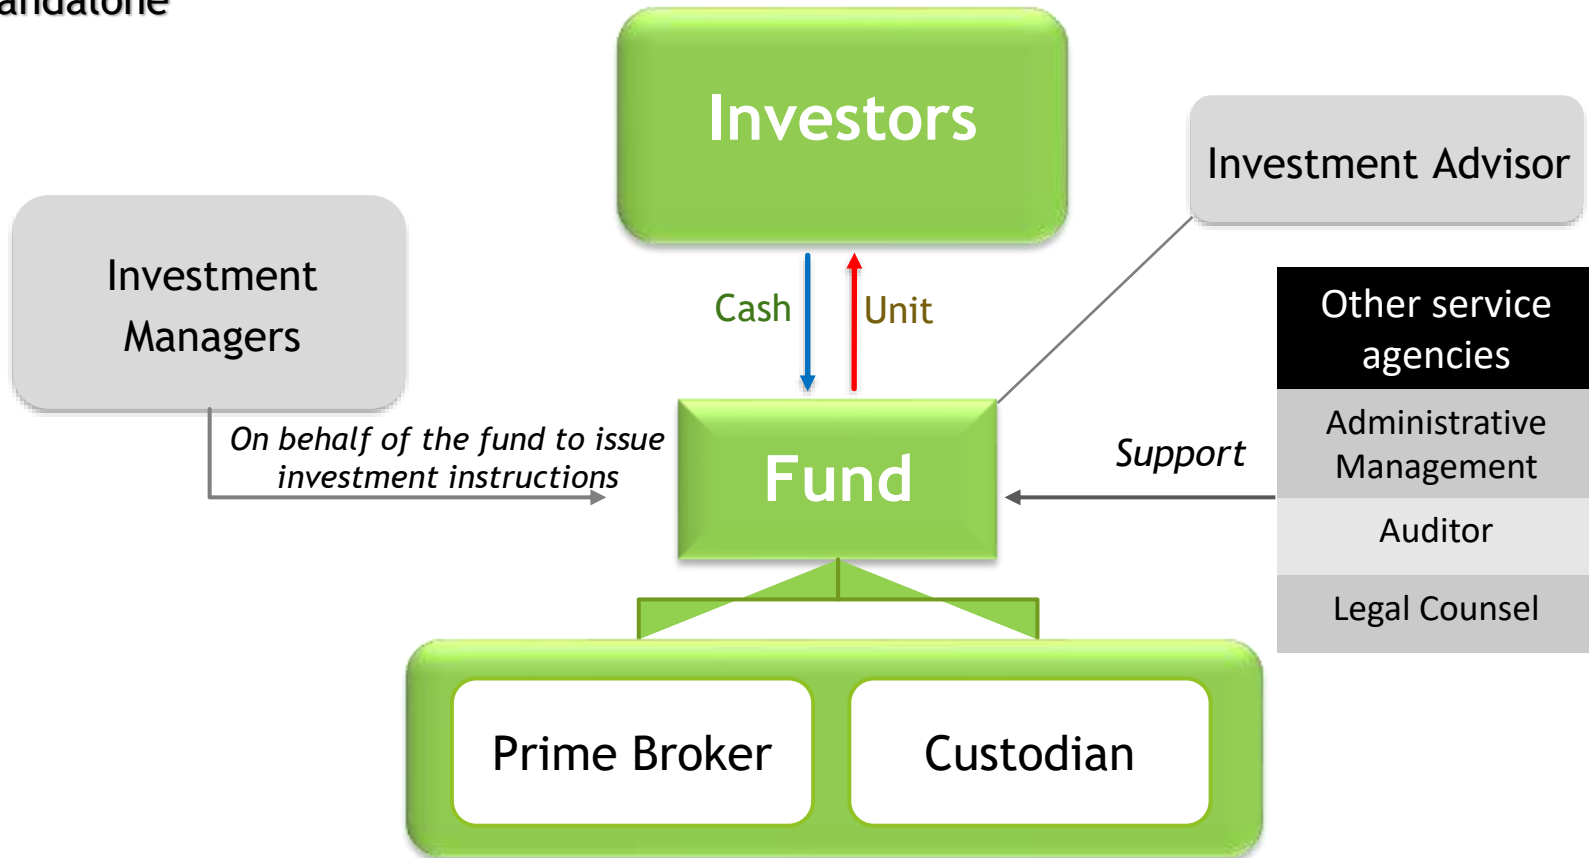 Investors
Investment Advisor
Investment
Managers
Cash
Unit
Other service
agencies
On behalf of the fund to issue
investment instructions
Fund
Support
Administrative
Management
Auditor
Legal Counsel
Prime Broker
Custodian